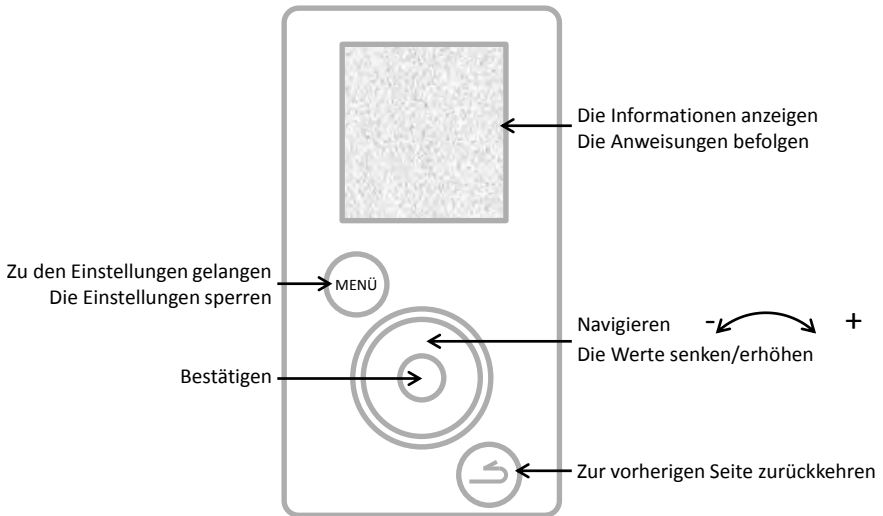 Die Informationen anzeigen
Die Anweisungen befolgen
Zu den Einstellungen gelangen
Die Einstellungen sperren
MENÜ
Navigieren - +
Die Werte senken/erhöhen
Bestätigen
Zur vorherigen Seite zurückkehren